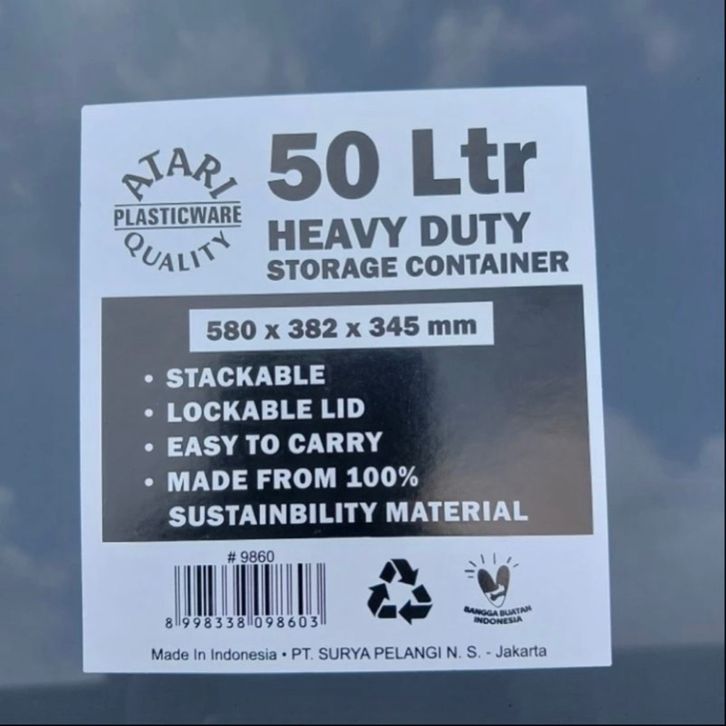 ATARI
PLASTICWARE
QUALITY
50 Ltr
HEAVY DUTY
STORAGE CONTAINER
580 x 382 x 345 mm
• STACKABLE
• LOCKABLE LID
• EASY TO CARRY
• MADE FROM 100%
SUSTAINBILITY MATERIAL
# 9860
8 998338 098603
BANGGA BUATAN
INDONESIA
Made In Indonesia • PT. SURYA PELANGI N. S. - Jakarta